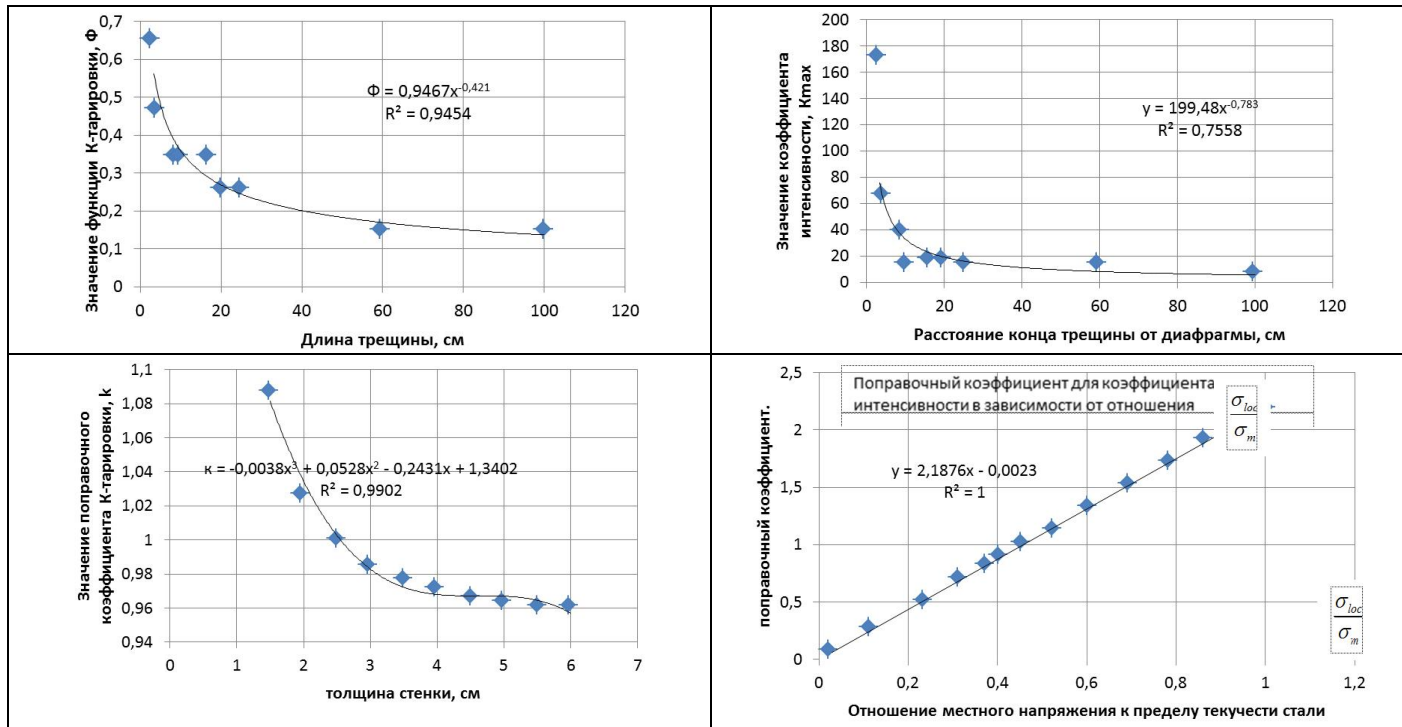 Значение функции К-тарировки, Ф
0,7
0,6
0,5
0,4
0,3
0,2
0,1
0
Ф = 0,9467x^-0,421
R² = 0,9454
0 20 40 60 80 100 120
Длина трещины, см
Значение коэффициента
интенсивности, Kmax
200
180
160
140
120
100
80
60
40
20
0
y = 199,48x^-0,783
R² = 0,7558
0 20 40 60 80 100 120
Расстояние конца трещины от диафрагмы, см
Значение поправочного
коэффициента К-тарировки, k
1,1
1,08
1,06
1,04
1,02
1
0,98
0,96
0,94
к = -0,0038x³ + 0,0528x² - 0,2431x + 1,3402
R² = 0,9902
0 1 2 3 4 5 6 7
толщина стенки, см
поправочный коэффициент.
2,5
2
1,5
1
0,5
0
Поправочный коэффициент для коэффициента
интенсивности в зависимости от отношения
σloc
σm
y = 2,1876x - 0,0023
R² = 1
σloc
σm
0 0,2 0,4 0,6 0,8 1 1,2
Отношение местного напряжения к пределу текучести стали